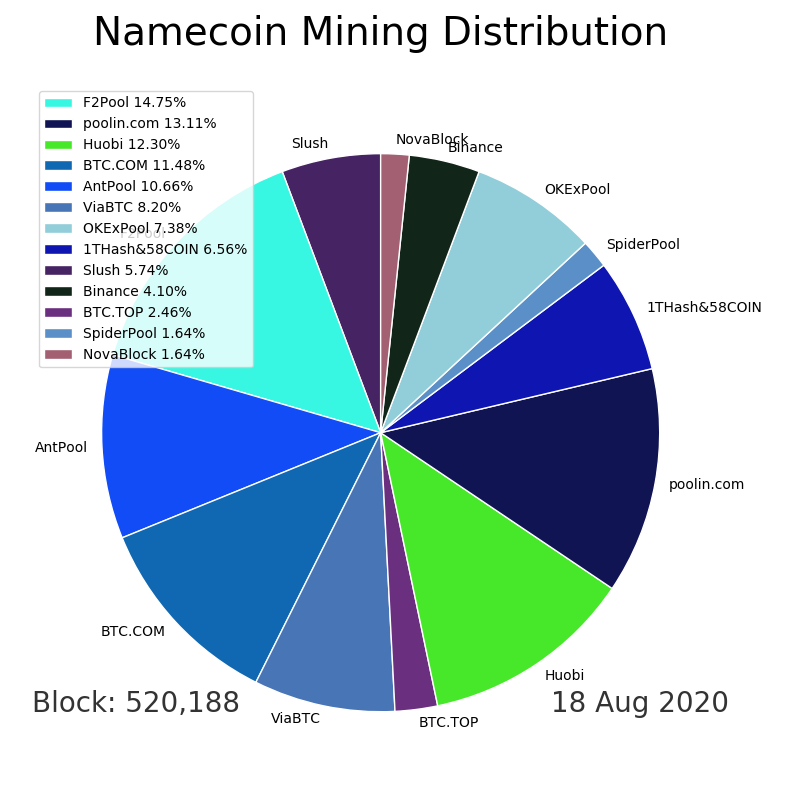 Namecoin Mining Distribution
F2Pool 14.75%
poolin.com 13.11%
Huobi 12.30%
BTC.COM 11.48%
AntPool 10.66%
ViaBTC 8.20%
OKExPool 7.38%
1THash&58COIN 6.56%
Slush 5.74%
Binance 4.10%
BTC.TOP 2.46%
SpiderPool 1.64%
NovaBlock 1.64%
Slush
NovaBlock
Binance
OKExPool
SpiderPool
1THash&58COIN
F2Pool
AntPool
poolin.com
BTC.COM
Huobi
ViaBTC
BTC.TOP
Block: 520,188
18 Aug 2020